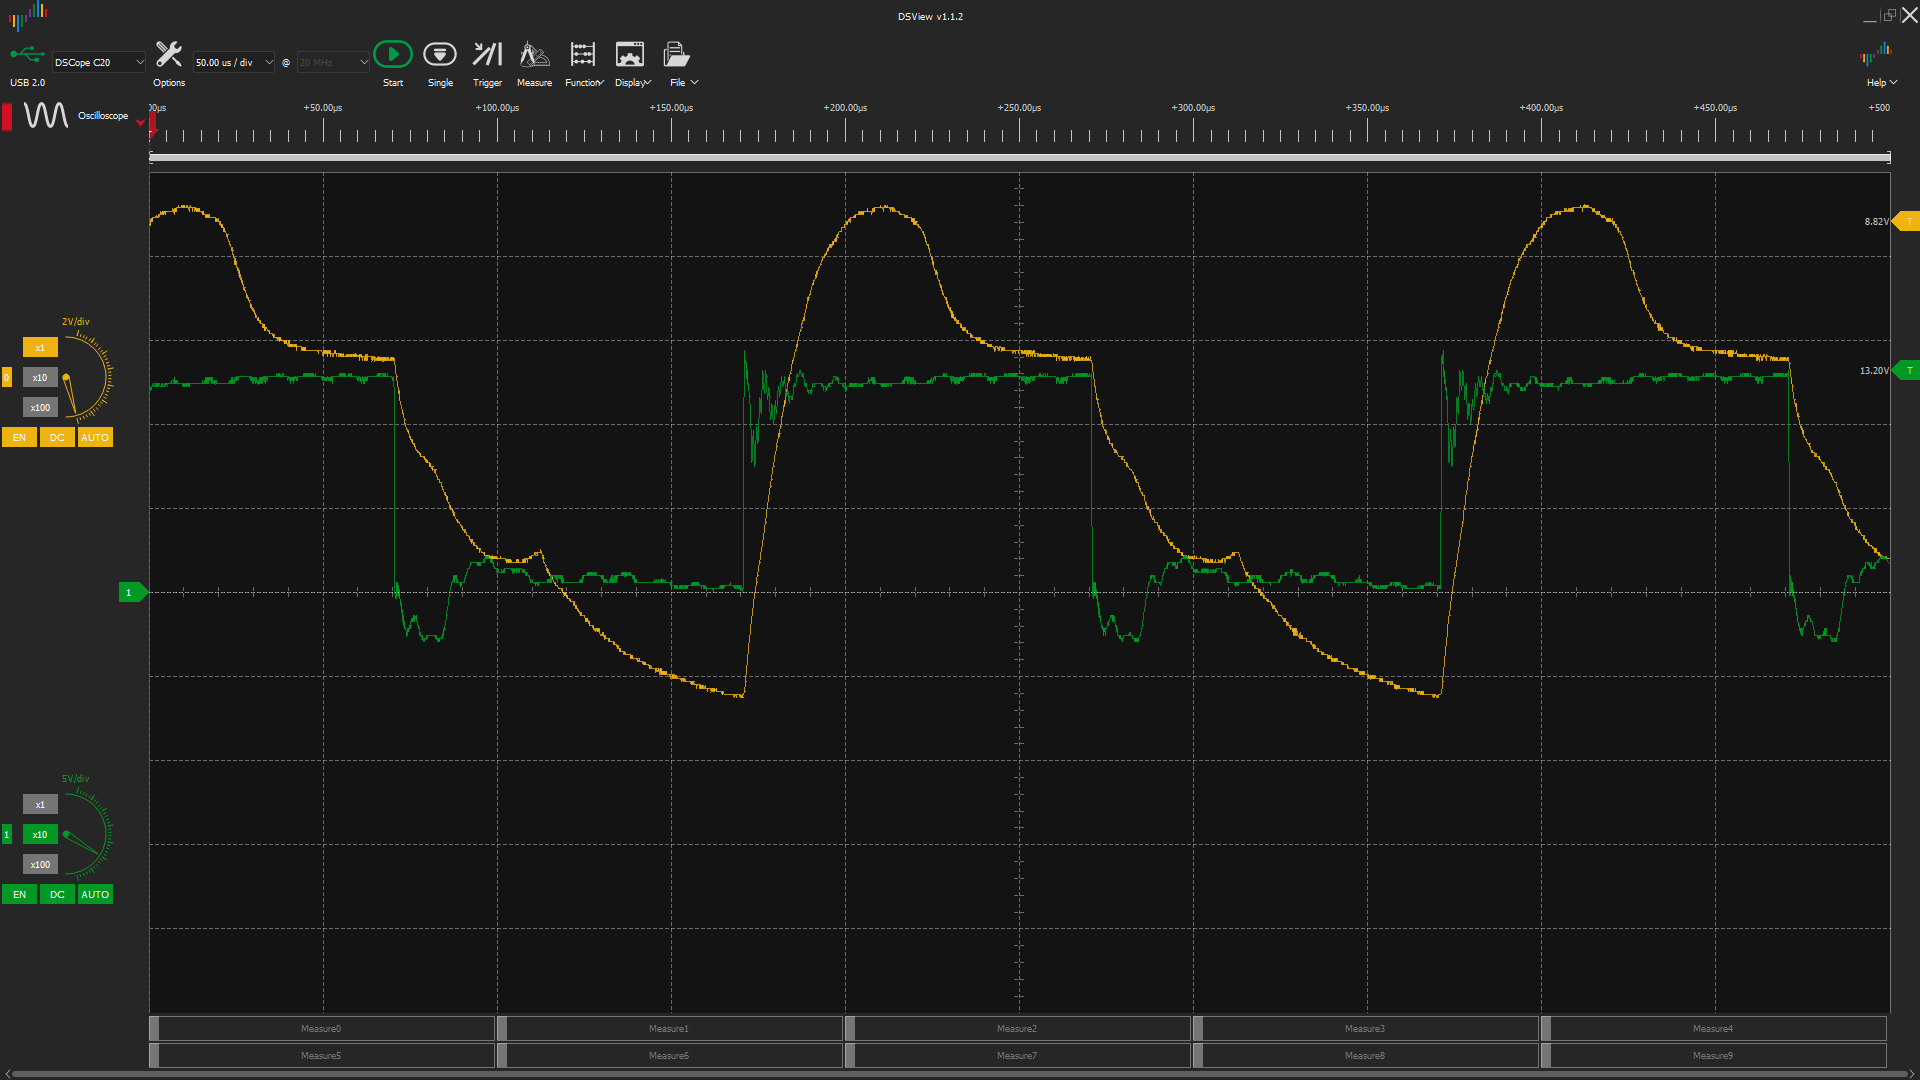 DSView v1.1.2
USB 2.0
DSCope C20
Options
50.00 us / div
@
20 MHz
Start
Single
Trigger
Measure
Function
Display
File
Help
Oscilloscope
00µs
+50.00µs
+100.00µs
+150.00µs
+200.00µs
+250.00µs
+300.00µs
+350.00µs
+400.00µs
+450.00µs
+500
T
8.82V
T
13.20V
T
2V/div
x1
0
x10
x100
EN
DC
AUTO
1
5V/div
x1
1
x10
x100
EN
DC
AUTO
Measure0
Measure1
Measure2
Measure3
Measure4
Measure5
Measure6
Measure7
Measure8
Measure9